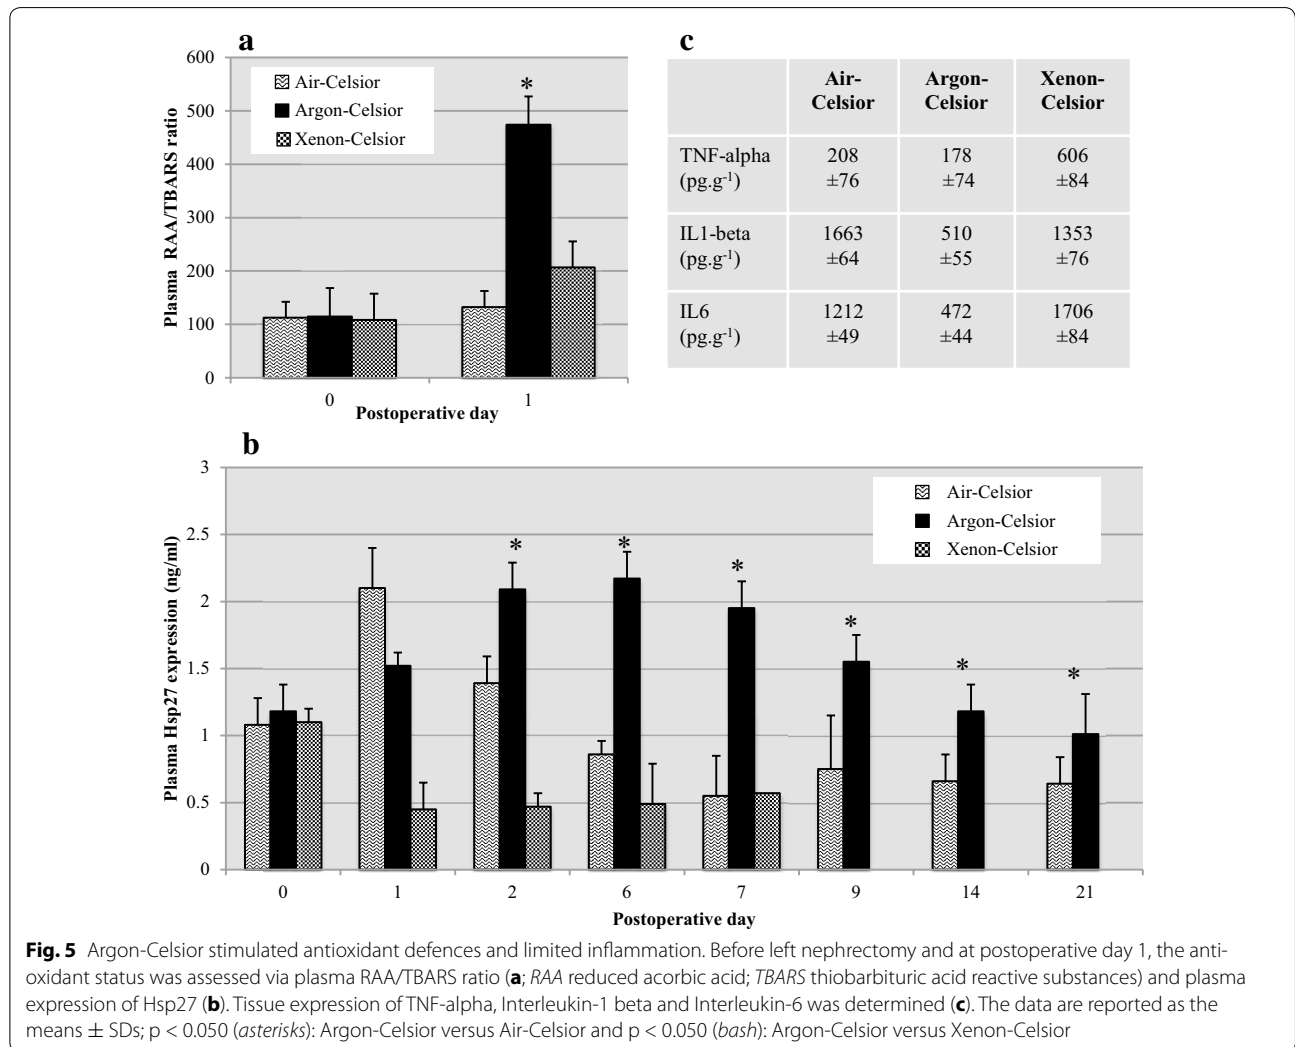 a
Plasma RAA/TBARS ratio
600
500
400
300
200
100
0
Air-Celsior
Argon-Celsior
Xenon-Celsior
*
0
1
Postoperative day
c
Air-Celsior Argon-Celsior Xenon-Celsior
TNF-alpha (pg.g-1) 208 ±76 178 ±74 606 ±84
IL1-beta (pg.g-1) 1663 ±64 510 ±55 1353 ±76
IL6 (pg.g-1) 1212 ±49 472 ±44 1706 ±84
b
Plasma Hsp27 expression (ng/ml)
3
2.5
2
1.5
1
0.5
0
Air-Celsior
Argon-Celsior
Xenon-Celsior
* * * * * *
0 1 2 6 7 9 14 21
Postoperative day
Fig. 5 Argon-Celsior stimulated antioxidant defences and limited inflammation. Before left nephrectomy and at postoperative day 1, the anti-
oxidant status was assessed via plasma RAA/TBARS ratio (a; RAA reduced acorbic acid; TBARS thiobarbituric acid reactive substances) and plasma
expression of Hsp27 (b). Tissue expression of TNF-alpha, Interleukin-1 beta and Interleukin-6 was determined (c). The data are reported as the
means ± SDs; p < 0.050 (asterisks): Argon-Celsior versus Air-Celsior and p < 0.050 (bash): Argon-Celsior versus Xenon-Celsior